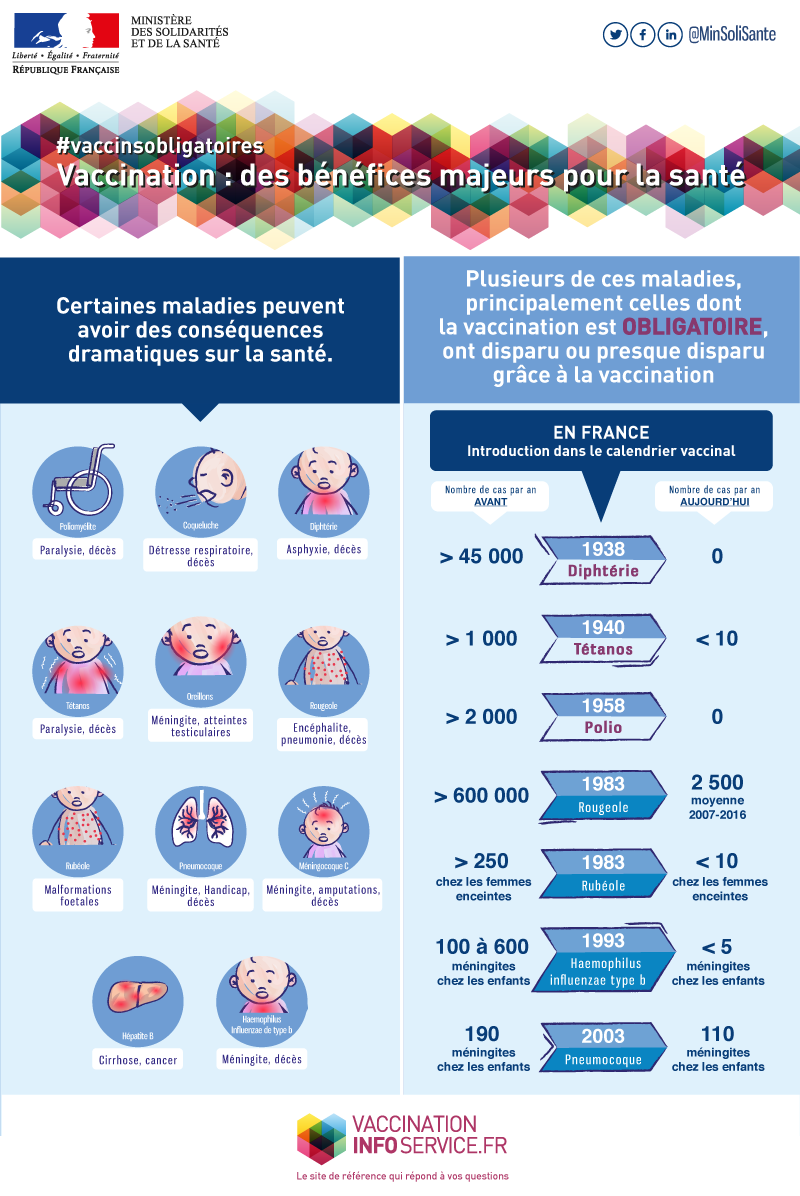 MINISTÈRE
DES SOLIDARITÉS
ET DE LA SANTÉ
Liberté • Égalité • Fraternité
RÉPUBLIQUE FRANÇAISE
@MinSoliSante
#vaccinsobligatoires
Vaccination : des bénéfices majeurs pour la santé
Certaines maladies peuvent
avoir des conséquences
dramatiques sur la santé.
Poliomyélite
Coqueluche
Diphtérie
Paralysie, décès
Détresse respiratoire,
décès
Asphyxie, décès
Tétanos
Oreillons
Rougeole
Paralysie, décès
Méningite, atteintes
testiculaires
Encéphalite,
pneumonie, décès
Rubéole
Pneumocoque
Méningocoque C
Malformations
foetales
Méningite, Handicap,
décès
Méningite, amputations,
décès
Hépatite B
Haemophilus
Influenzae de type b
Cirrhose, cancer
Méningite, décès
Plusieurs de ces maladies,
principalement celles dont
la vaccination est OBLIGATOIRE,
ont disparu ou presque disparu
grâce à la vaccination
EN FRANCE
Introduction dans le calendrier vaccinal
Nombre de cas par an
AVANT
Nombre de cas par an
AUJOURD'HUI
> 45 000
1938
Diphtérie
0
> 1 000
1940
Tétanos
< 10
> 2 000
1958
Polio
0
> 600 000
1983
Rougeole
2 500
moyenne
2007-2016
> 250
chez les femmes
enceintes
1983
Rubéole
< 10
chez les femmes
enceintes
100 à 600
méningites
chez les enfants
1993
Haemophilus
influenzae type b
< 5
méningites
chez les enfants
190
méningites
chez les enfants
2003
Pneumocoque
110
méningites
chez les enfants
VACCINATION
INFO SERVICE.FR
Le site de référence qui répond à vos questions